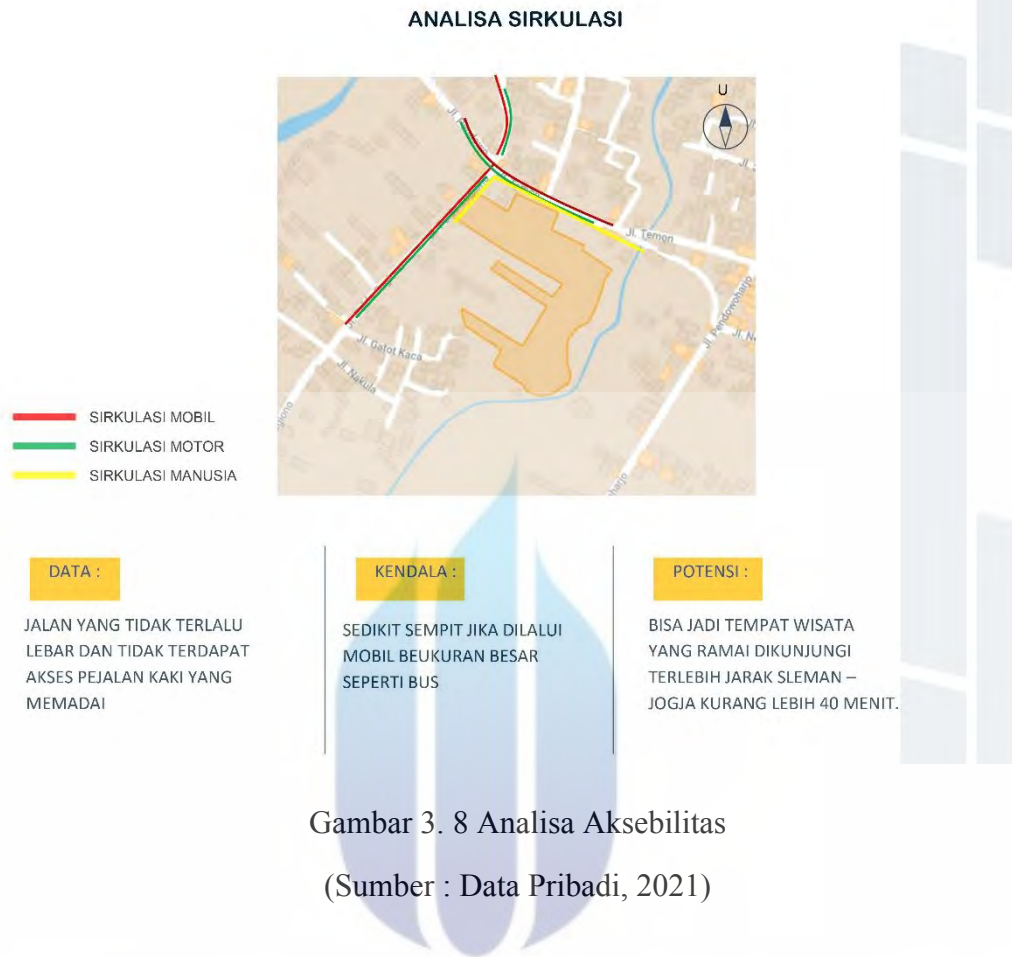 ANALISA SIRKULASI
U
Jl. Temon
Jl. Pendowoharjo
Jl. Gatot Kaca
Jl. Nakula
SIRKULASI MOBIL
SIRKULASI MOTOR
SIRKULASI MANUSIA
DATA :
JALAN YANG TIDAK TERLALU
LEBAR DAN TIDAK TERDAPAT
AKSES PEJALAN KAKI YANG
MEMADAI
KENDALA :
SEDIKIT SEMPIT JIKA DILALUI
MOBIL BEUKURAN BESAR
SEPERTI BUS
POTENSI :
BISA JADI TEMPAT WISATA
YANG RAMAI DIKUNJUNGI
TERLEBIH JARAK SLEMAN –
JOGJA KURANG LEBIH 40 MENIT.
Gambar 3. 8 Analisa Aksebilitas
(Sumber : Data Pribadi, 2021)